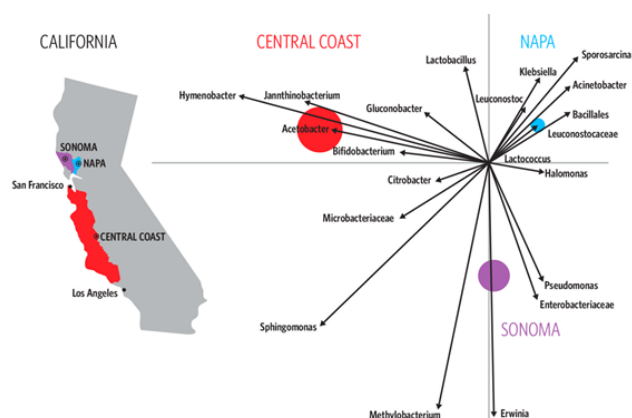 CALIFORNIA
SONOMA
NAPA
San Francisco
CENTRAL COAST
Los Angeles
CENTRAL COAST
NAPA
Lactobacillus
Sporosarcina
Klebsiella
Hymenobacter
Jannthinobacterium
Acinetobacter
Leuconostoc
Gluconobacter
Bacillales
Acetobacter
Leuconostocaceae
Bifidobacterium
Lactococcus
Halomonas
Citrobacter
Microbacteriaceae
Pseudomonas
Enterobacteriaceae
Sphingomonas
SONOMA
Methylobacterium
Erwinia